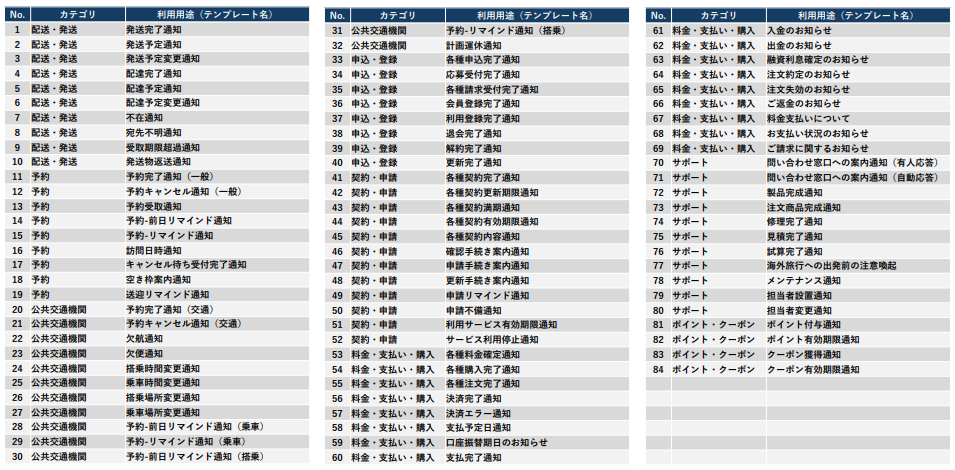 No. カテゴリ 利用用途（テンプレート名）
1 配送・発送 発送完了通知
2 配送・発送 発送予定通知
3 配送・発送 発送予定変更通知
4 配送・発送 配達完了通知
5 配送・発送 配達予定通知
6 配送・発送 配達予定変更通知
7 配送・発送 不在通知
8 配送・発送 宛先不明通知
9 配送・発送 受取期限超過通知
10 配送・発送 発送物返送通知
11 予約 予約完了通知（一般）
12 予約 予約キャンセル通知（一般）
13 予約 予約受取通知
14 予約 予約-前日リマインド通知
15 予約 予約-リマインド通知
16 予約 訪問日時通知
17 予約 キャンセル待ち受付完了通知
18 予約 空き枠案内通知
19 予約 送迎リマインド通知
20 公共交通機関 予約完了通知（交通）
21 公共交通機関 予約キャンセル通知（交通）
22 公共交通機関 欠航通知
23 公共交通機関 欠便通知
24 公共交通機関 搭乗時間変更通知
25 公共交通機関 乗車時間変更通知
26 公共交通機関 搭乗場所変更通知
27 公共交通機関 乗車場所変更通知
28 公共交通機関 予約-前日リマインド通知（乗車）
29 公共交通機関 予約-リマインド通知（乗車）
30 公共交通機関 予約-前日リマインド通知（搭乗）
No. カテゴリ 利用用途（テンプレート名）
31 公共交通機関 予約-リマインド通知（搭乗）
32 公共交通機関 計画運休通知
33 申込・登録 各種申込完了通知
34 申込・登録 応募受付完了通知
35 申込・登録 各種請求受付完了通知
36 申込・登録 会員登録完了通知
37 申込・登録 利用登録完了通知
38 申込・登録 退会完了通知
39 申込・登録 解約完了通知
40 申込・登録 更新完了通知
41 契約・申請 各種契約完了通知
42 契約・申請 各種契約更新期限通知
43 契約・申請 各種契約満期通知
44 契約・申請 各種契約有効期限通知
45 契約・申請 各種契約内容通知
46 契約・申請 確認手続き案内通知
47 契約・申請 申請手続き案内通知
48 契約・申請 更新手続き案内通知
49 契約・申請 申請リマインド通知
50 契約・申請 申請不備通知
51 契約・申請 利用サービス有効期限通知
52 契約・申請 サービス利用停止通知
53 料金・支払い・購入 各種料金確定通知
54 料金・支払い・購入 各種購入完了通知
55 料金・支払い・購入 各種注文完了通知
56 料金・支払い・購入 決済完了通知
57 料金・支払い・購入 決済エラー通知
58 料金・支払い・購入 支払予定日通知
59 料金・支払い・購入 口座振替期日のお知らせ
60 料金・支払い・購入 支払完了通知
No. カテゴリ 利用用途（テンプレート名）
61 料金・支払い・購入 入金のお知らせ
62 料金・支払い・購入 出金のお知らせ
63 料金・支払い・購入 融資利息確定のお知らせ
64 料金・支払い・購入 注文約定のお知らせ
65 料金・支払い・購入 注文失効のお知らせ
66 料金・支払い・購入 ご返金のお知らせ
67 料金・支払い・購入 料金支払いについて
68 料金・支払い・購入 お支払い状況のお知らせ
69 料金・支払い・購入 ご請求に関するお知らせ
70 サポート 問い合わせ窓口への案内通知（有人応答）
71 サポート 問い合わせ窓口への案内通知（自動応答）
72 サポート 製品完成通知
73 サポート 注文商品完成通知
74 サポート 修理完了通知
75 サポート 見積完了通知
76 サポート 試算完了通知
77 サポート 海外旅行への出発前の注意喚起
78 サポート メンテナンス通知
79 サポート 担当者設置通知
80 サポート 担当者変更通知
81 ポイント・クーポン ポイント付与通知
82 ポイント・クーポン ポイント有効期限通知
83 ポイント・クーポン クーポン獲得通知
84 ポイント・クーポン クーポン有効期限通知